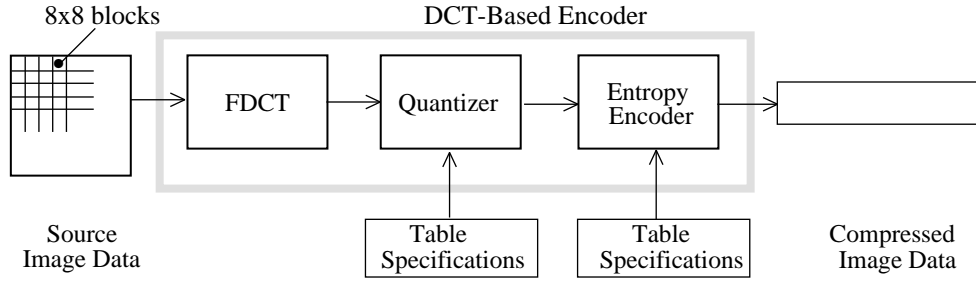 8x8 blocks
DCT-Based Encoder
FDCT
Quantizer
Entropy
Encoder
Source
Image Data
Table
Specifications
Table
Specifications
Compressed
Image Data